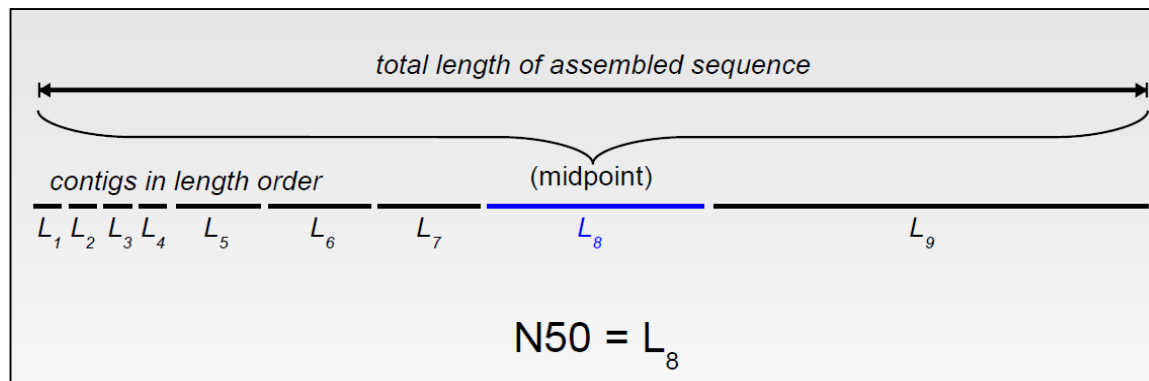 total length of assembled sequence
contigs in length order
(midpoint)
L₁ L₂ L₃ L₄ L₅ L₆ L₇ L₈ L₉
N50 = L₈